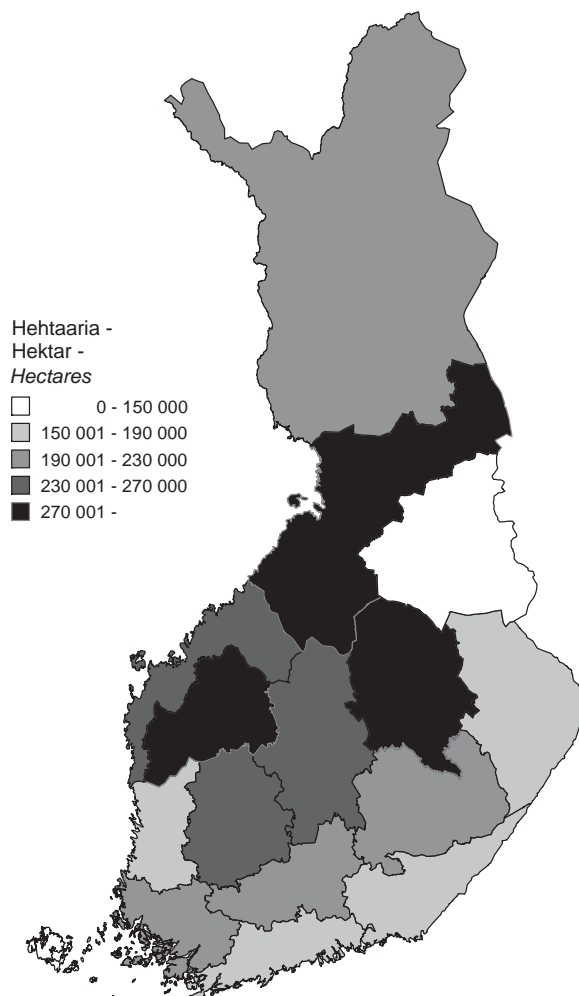 Hehtaaria -
Hektar -
Hectares
0 - 150 000
150 001 - 190 000
190 001 - 230 000
230 001 - 270 000
270 001 -